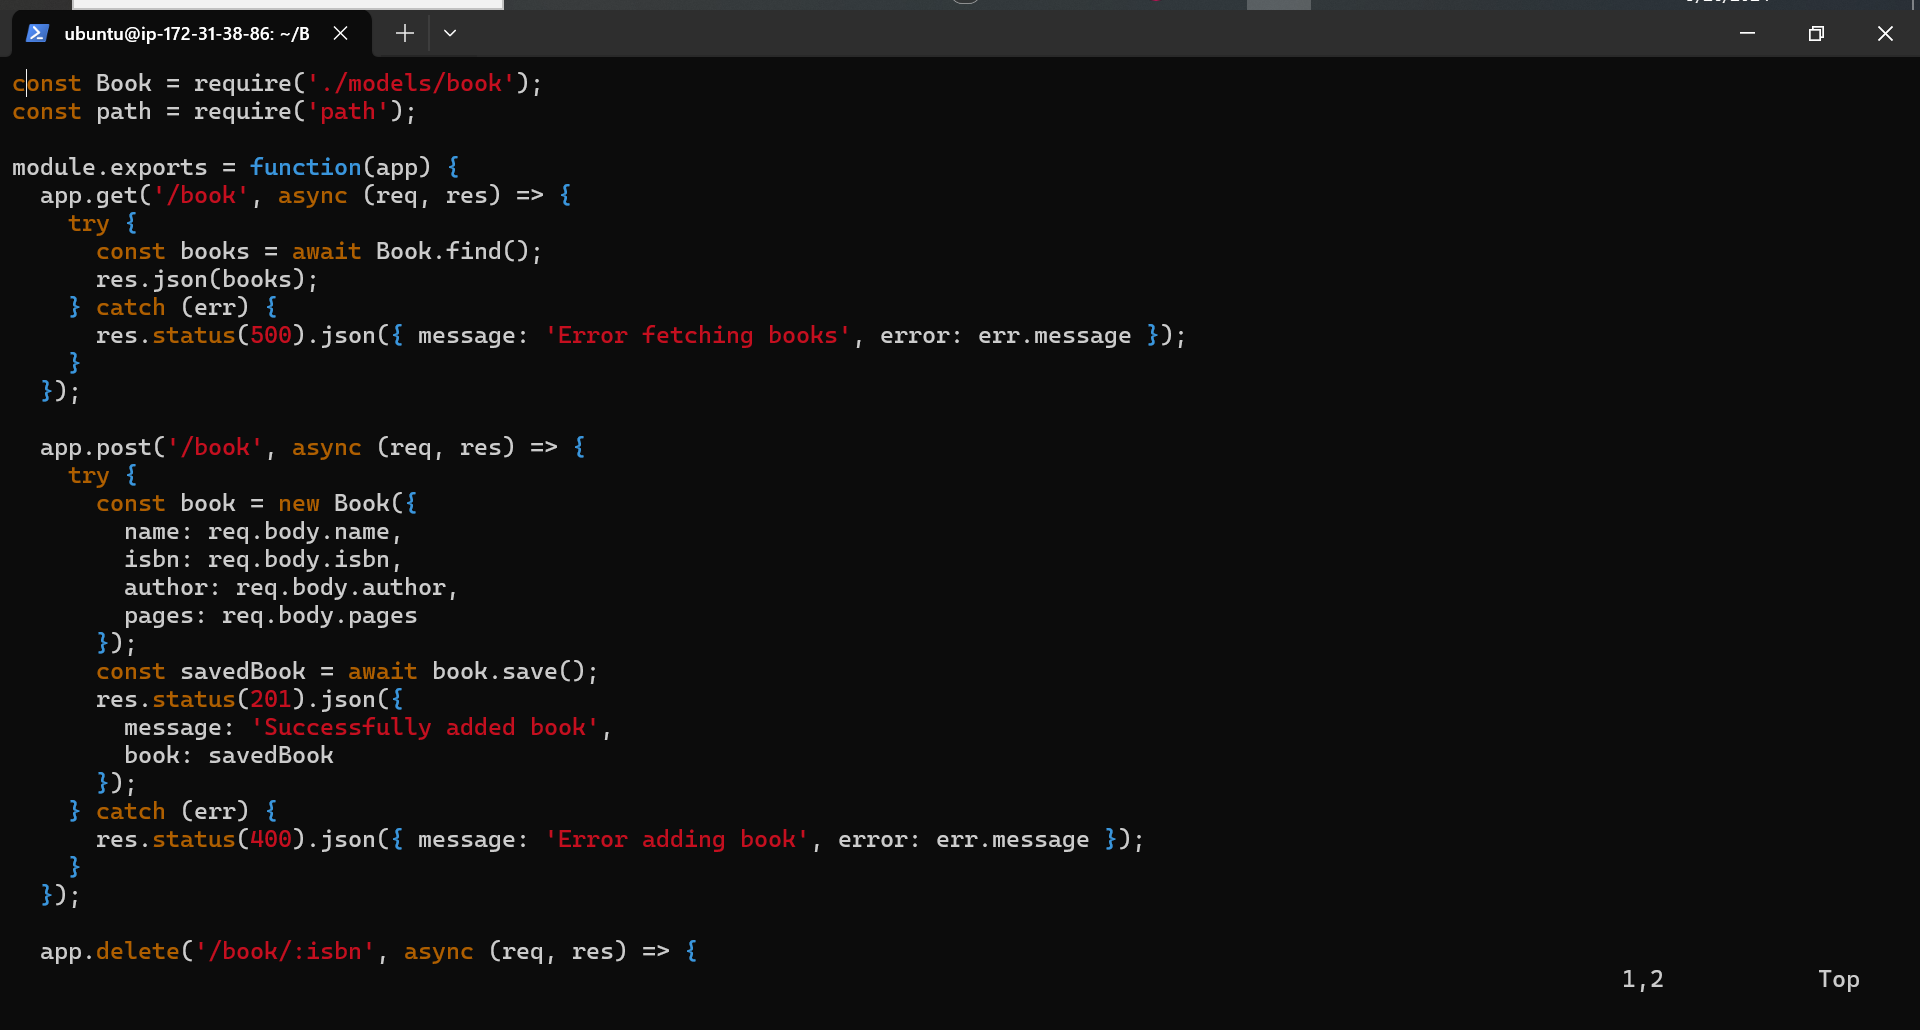 ubuntu@ip-172-31-38-86: ~/B
const Book = require('./models/book');
const path = require('path');

module.exports = function(app) {
  app.get('/book', async (req, res) => {
    try {
      const books = await Book.find();
      res.json(books);
    } catch (err) {
      res.status(500).json({ message: 'Error fetching books', error: err.message });
    }
  });

  app.post('/book', async (req, res) => {
    try {
      const book = new Book({
        name: req.body.name,
        isbn: req.body.isbn,
        author: req.body.author,
        pages: req.body.pages
      });
      const savedBook = await book.save();
      res.status(201).json({
        message: 'Successfully added book',
        book: savedBook
      });
    } catch (err) {
      res.status(400).json({ message: 'Error adding book', error: err.message });
    }
  });

  app.delete('/book/:isbn', async (req, res) => {
1,2 Top